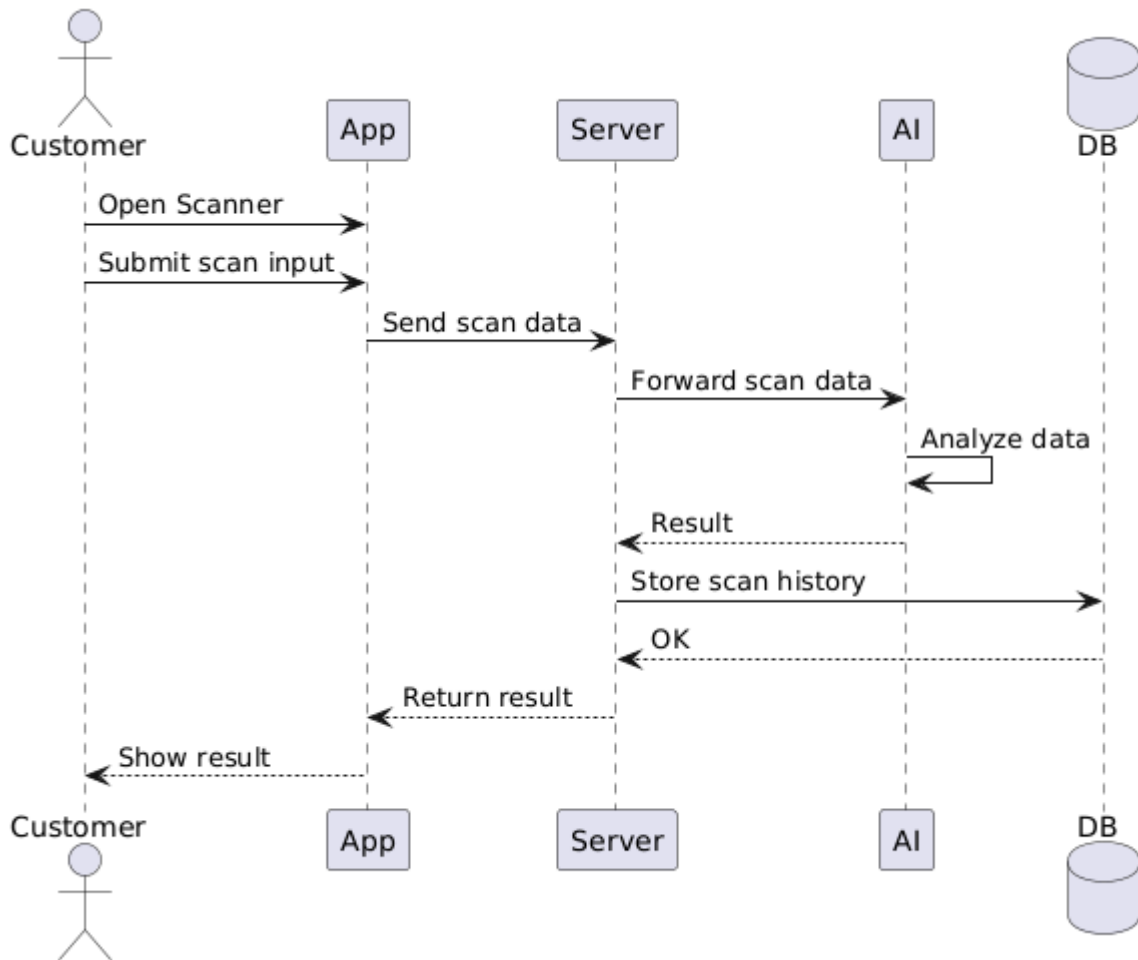 Customer
App
Server
AI
DB
Open Scanner
Submit scan input
Send scan data
Forward scan data
Analyze data
Result
Store scan history
OK
Return result
Show result
Customer
App
Server
AI
DB